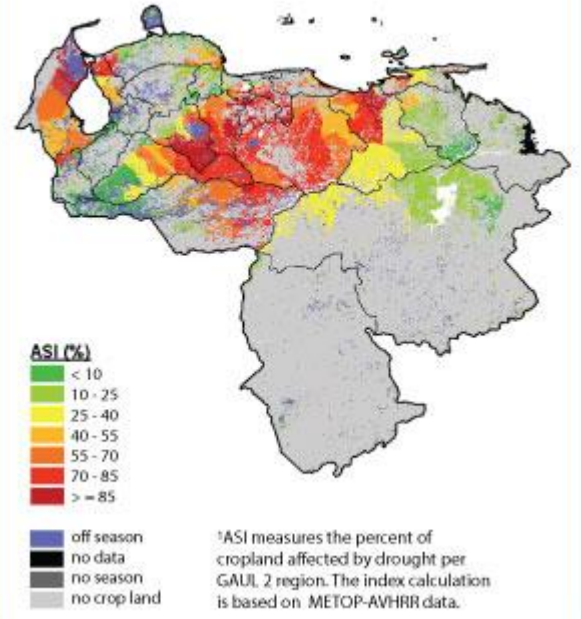 ASI (%)
< 10
10 - 25
25 - 40
40 - 55
55 - 70
70 - 85
> = 85
off season
no data
no season
no crop land
¹ASI measures the percent of
cropland affected by drought per
GAUL 2 region. The index calculation
is based on METOP-AVHRR data.